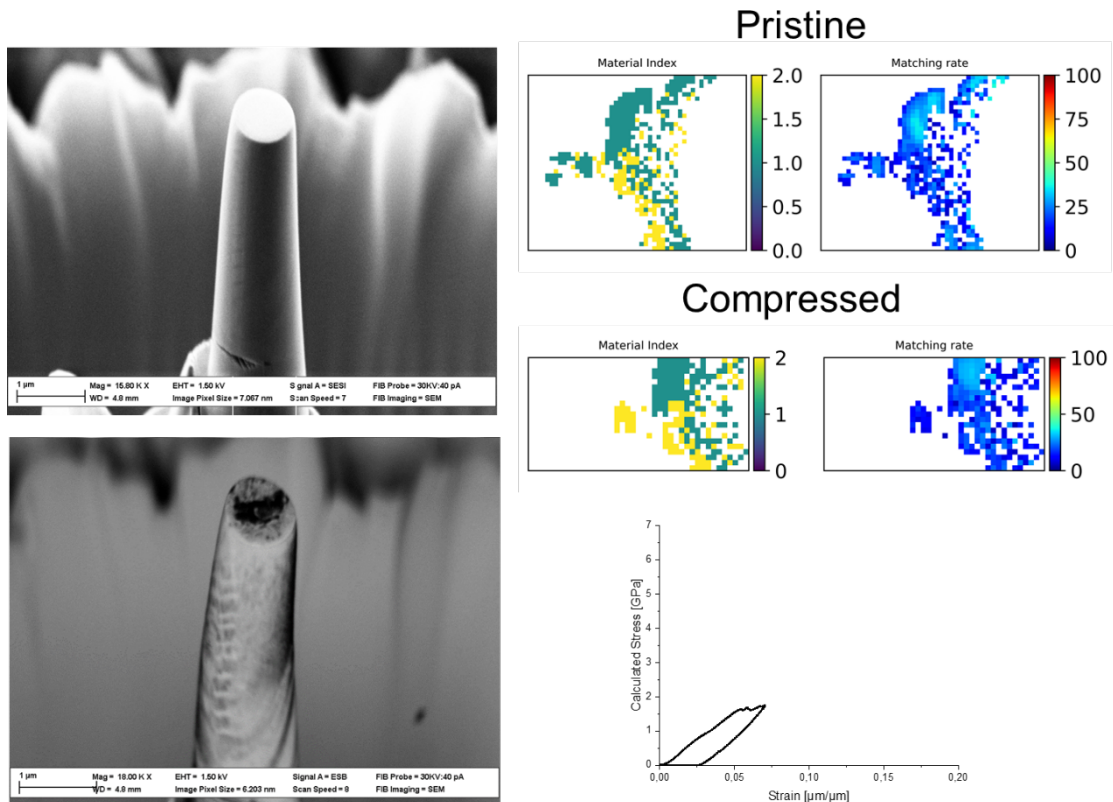 Pristine
Material Index
Matching rate
2.0
1.5
1.0
0.5
0.0
100
75
50
25
0
1 µm
Mag = 15.80 K X
EHT = 1.50 kV
Signal A = SESI
FIB Probe = 30KV:40 pA
WD = 4.8 mm
Image Pixel Size = 7.067 nm
Scan Speed = 7
FIB Imaging = SEM
Compressed
Material Index
Matching rate
2
1
0
100
50
0
1 µm
Mag = 18.00 K X
EHT = 1.50 kV
Signal A = ESB
FIB Probe = 30KV:40 pA
WD = 4.8 mm
Image Pixel Size = 6.203 nm
Scan Speed = 8
FIB Imaging = SEM
Calculated Stress [GPa]
7
6
5
4
3
2
1
0
0.00
0,05
0,10
0,15
0,20
Strain [µm/µm]